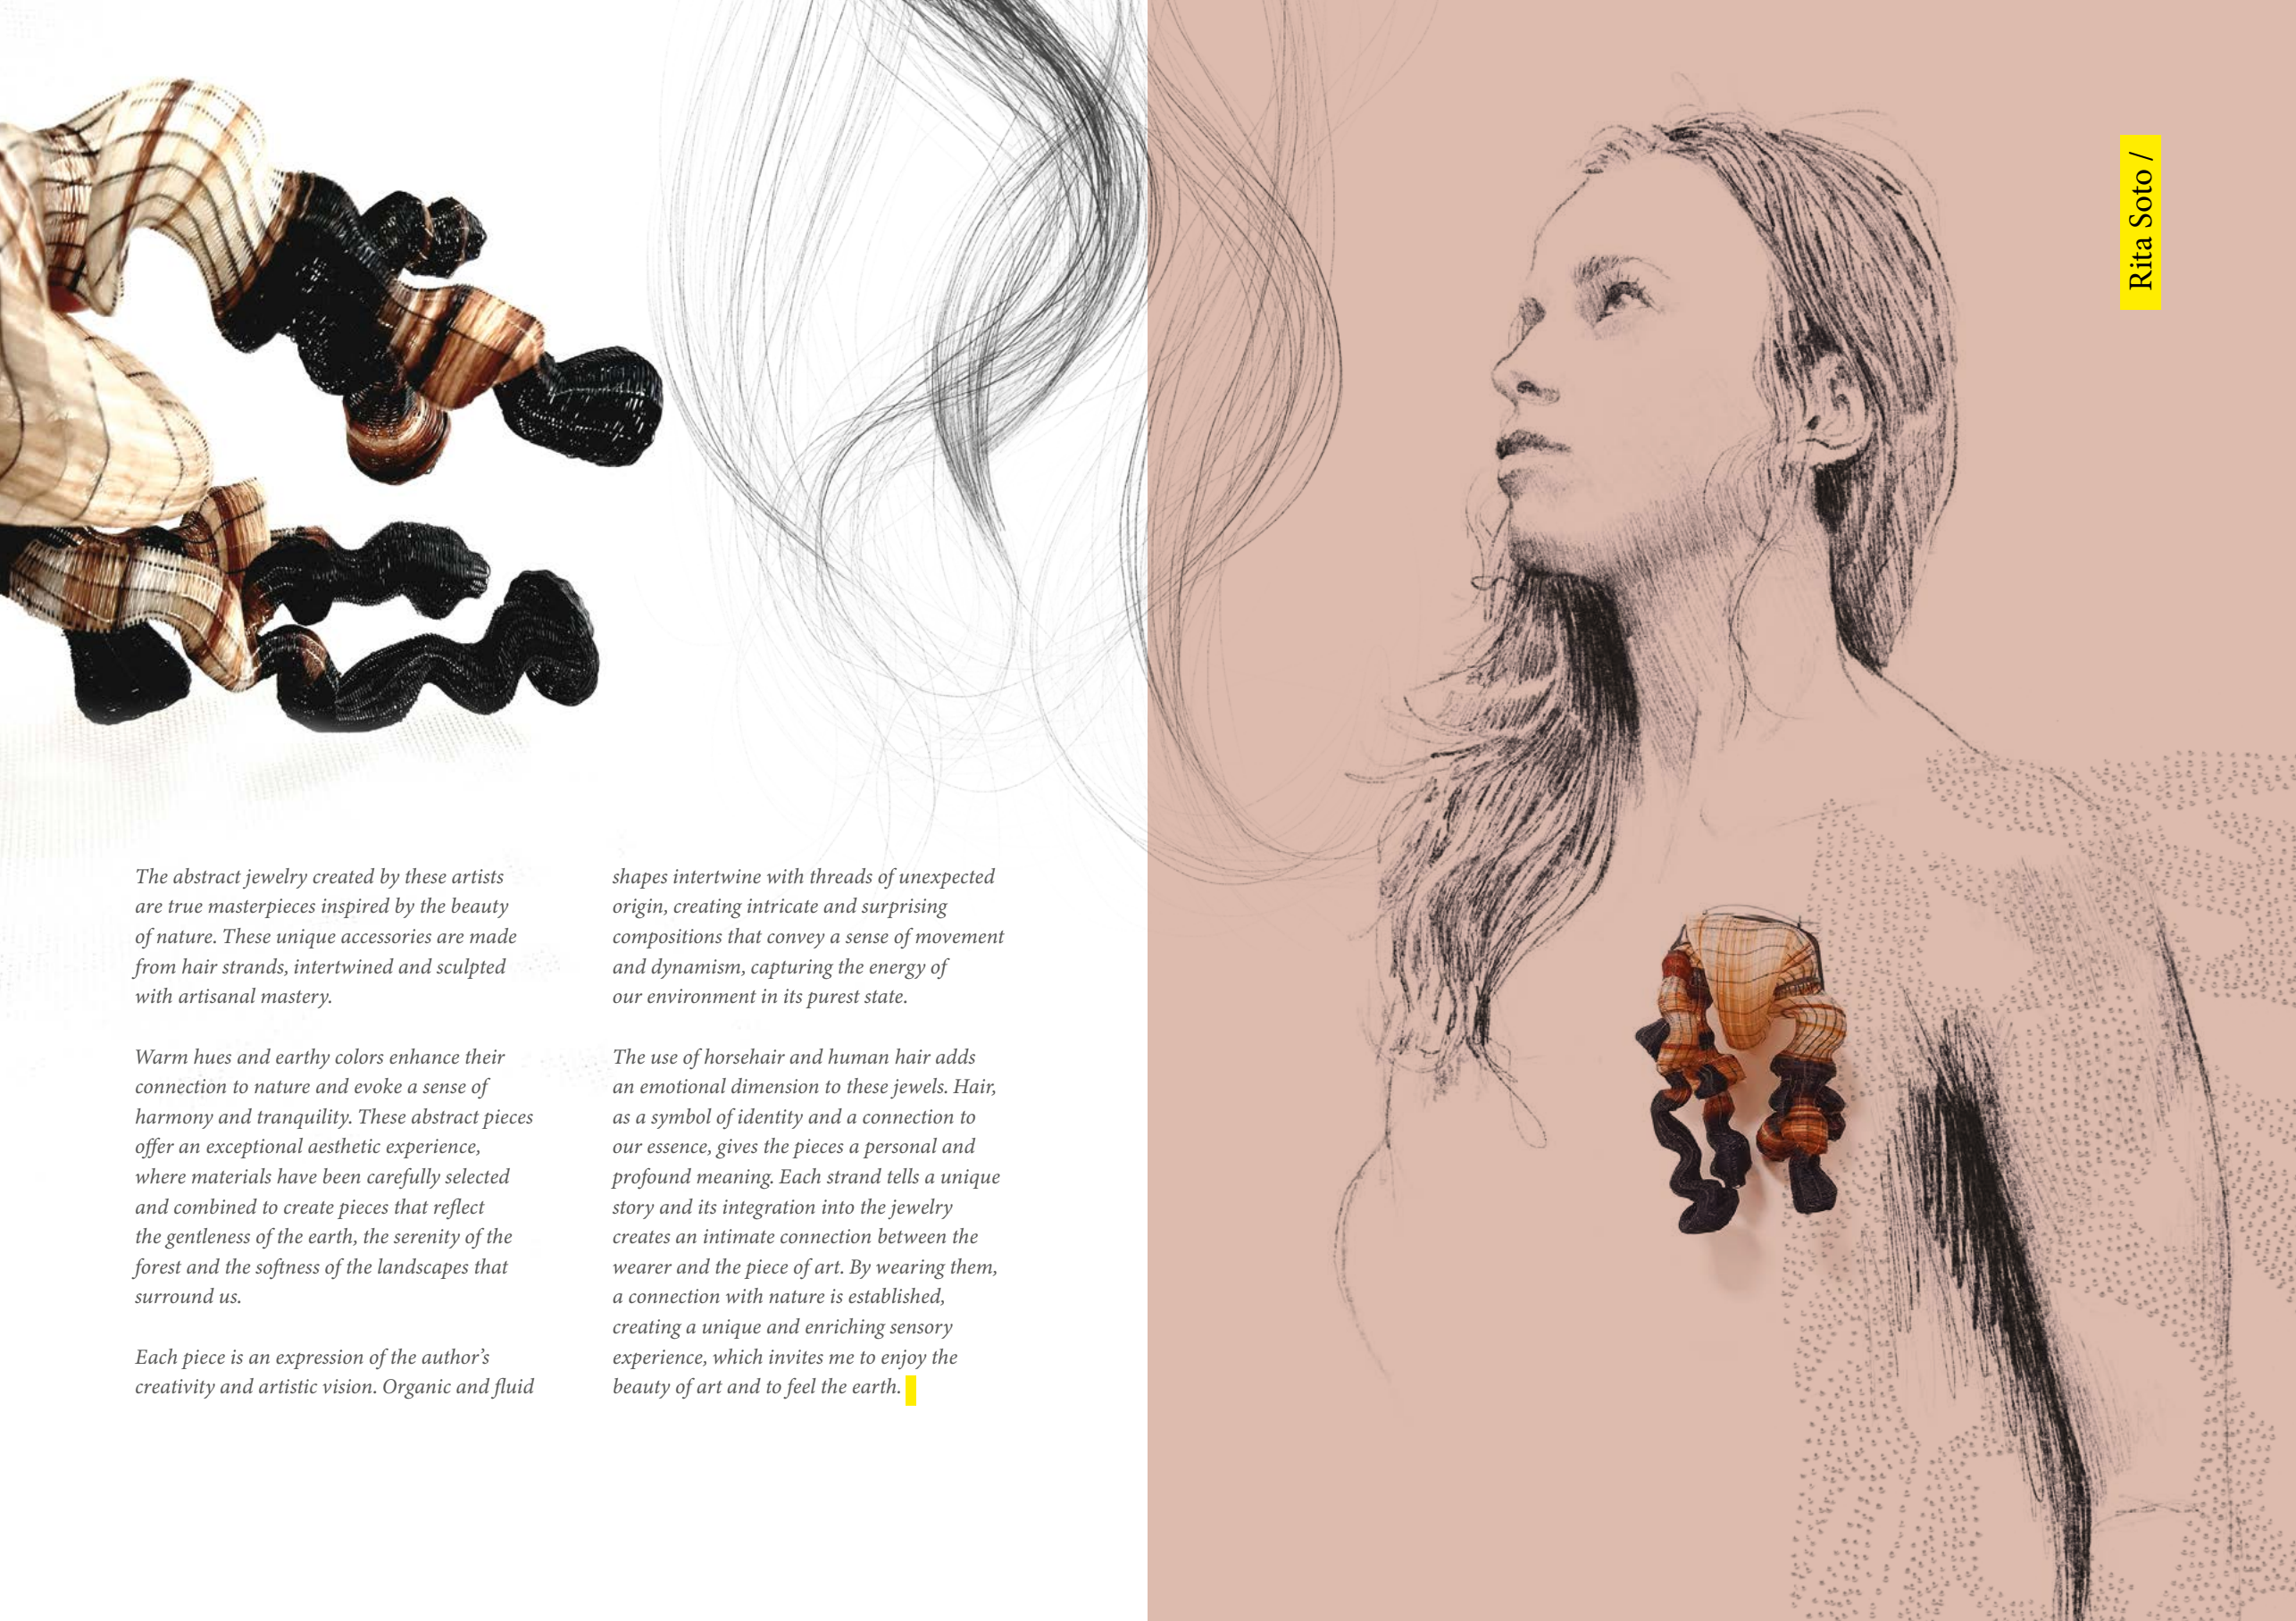 The abstract jewelry created by these artists
are true masterpieces inspired by the beauty
of nature. These unique accessories are made
from hair strands, intertwined and sculpted
with artisanal mastery.
Warm hues and earthy colors enhance their
connection to nature and evoke a sense of
harmony and tranquility. These abstract pieces
offer an exceptional aesthetic experience,
where materials have been carefully selected
and combined to create pieces that reflect
the gentleness of the earth, the serenity of the
forest and the softness of the landscapes that
surround us.
Each piece is an expression of the author’s
creativity and artistic vision. Organic and fluid
shapes intertwine with threads of unexpected
origin, creating intricate and surprising
compositions that convey a sense of movement
and dynamism, capturing the energy of
our environment in its purest state.
The use of horsehair and human hair adds
an emotional dimension to these jewels. Hair,
as a symbol of identity and a connection to
our essence, gives the pieces a personal and
profound meaning. Each strand tells a unique
story and its integration into the jewelry
creates an intimate connection between the
wearer and the piece of art. By wearing them,
a connection with nature is established,
creating a unique and enriching sensory
experience, which invites me to enjoy the
beauty of art and to feel the earth.
Rita Soto /